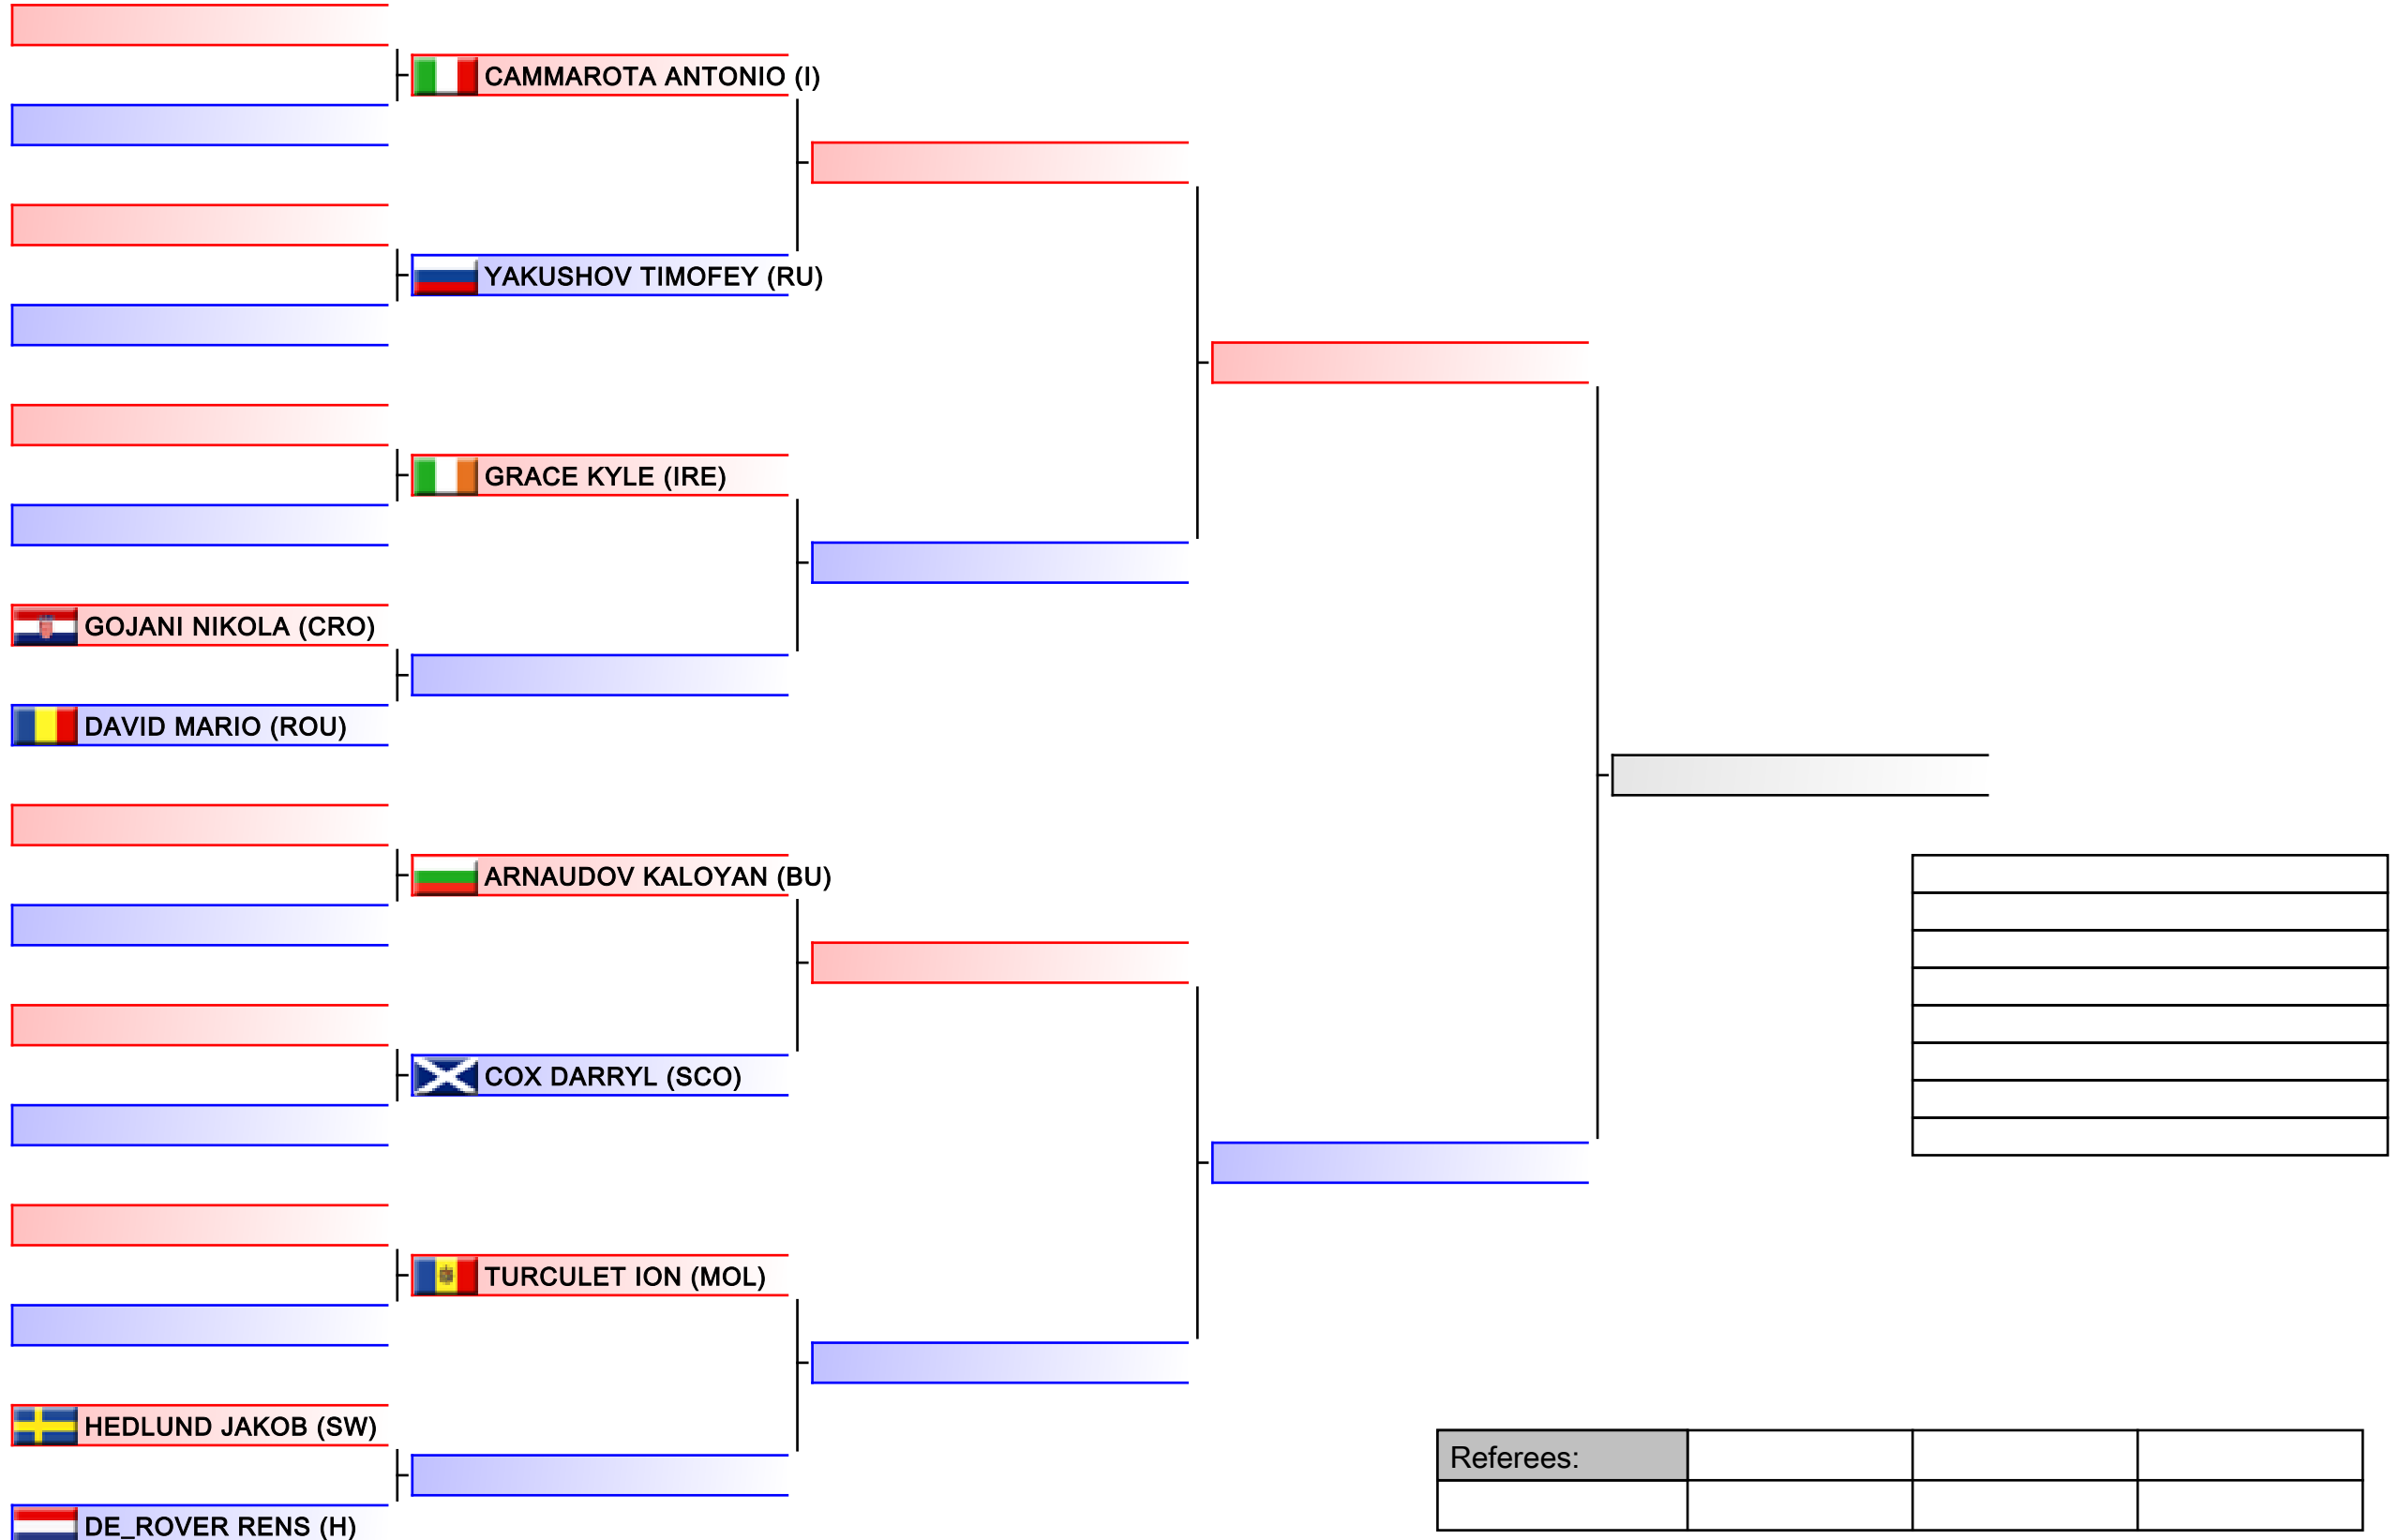 CAMMAROTA ANTONIO (I)
YAKUSHOV TIMOFEY (RU)
GRACE KYLE (IRE)
GOJANI NIKOLA (CRO)
DAVID MARIO (ROU)
ARNAUDOV KALOYAN (BU)
COX DARRYL (SCO)
TURCULET ION (MOL)
HEDLUND JAKOB (SW)
DE_ROVER RENS (H)
Referees: